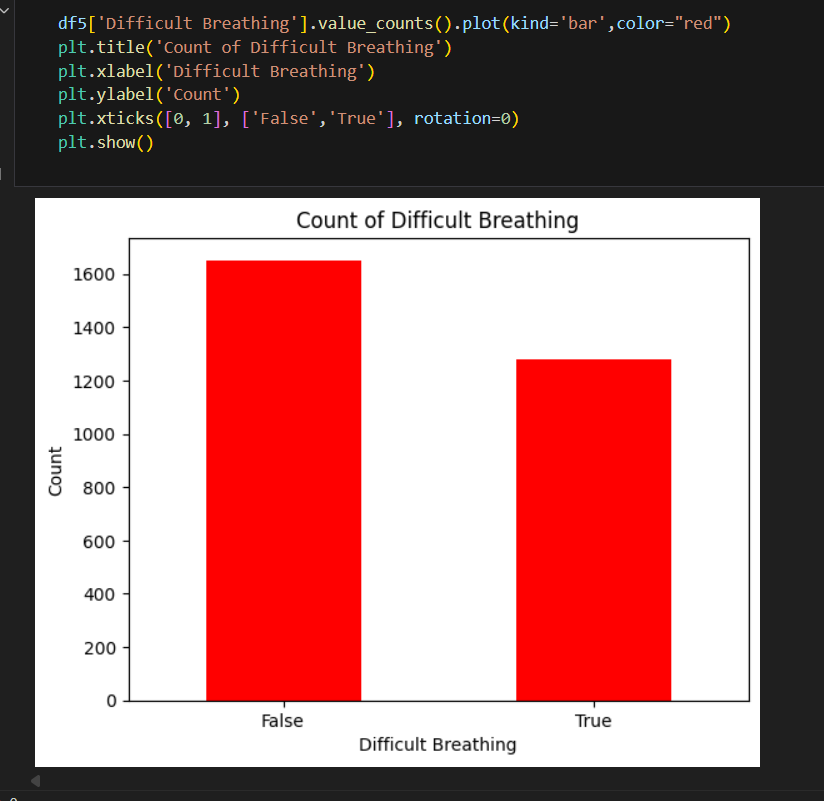 df5['Difficult Breathing'].value_counts().plot(kind='bar',color="red")
plt.title('Count of Difficult Breathing')
plt.xlabel('Difficult Breathing')
plt.ylabel('Count')
plt.xticks([0, 1], ['False','True'], rotation=0)
plt.show()
Count of Difficult Breathing
1600
1400
1200
1000
800
600
400
200
0
Count
False True
Difficult Breathing